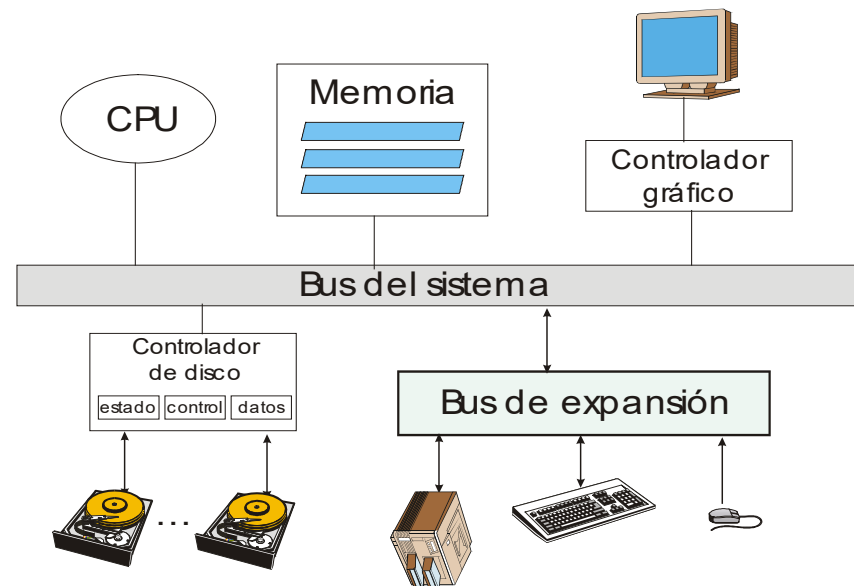 CPU
Memoria
Controlador
gráfico
Bus del sistema
Controlador
de disco
estado control datos
Bus de expansión
...